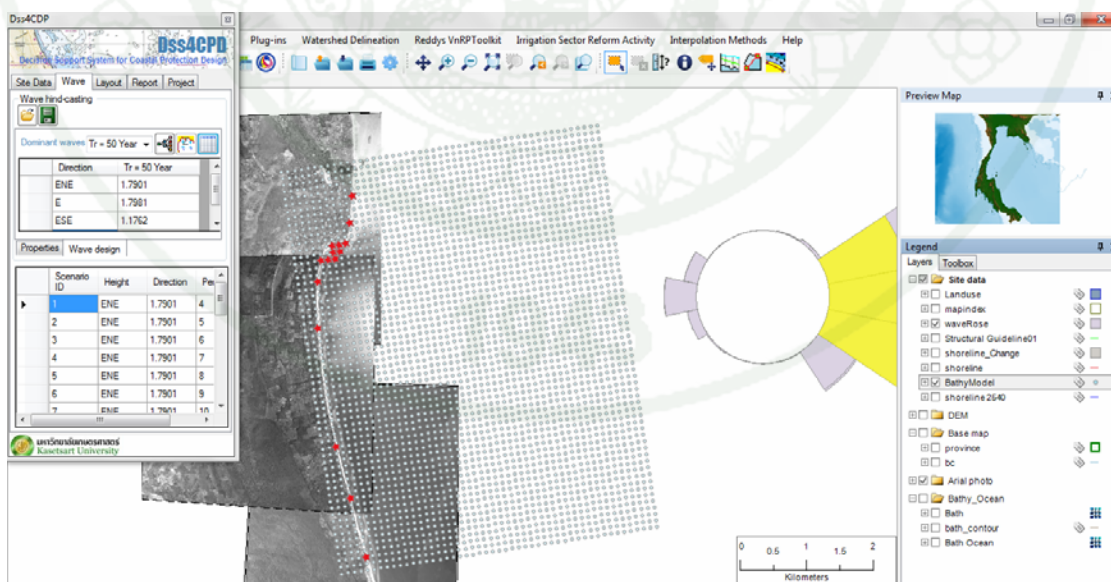 Dss4CDP
Dss4CPD
Decision Support System for Coastal Protection Design
Site Data Wave Layout Report Project
Wave hind-casting
Dominant waves Tr = 50 Year
Direction Tr = 50 Year
ENE 1.7901
E 1.7981
ESE 1.1762
Properties Wave design
Scenario ID Height Direction
1 ENE 1.7901 4
2 ENE 1.7901 5
3 ENE 1.7901 6
4 ENE 1.7901 7
5 ENE 1.7901 8
6 ENE 1.7901 9
7 ENE 1.7901 10
มหาวิทยาลัยเกษตรศาสตร์
Kasetsart University
Plug-ins Watershed Delineation Reddys VnRPToolkit Irrigation Sector Reform Activity Interpolation Methods Help
Preview Map
Legend
Layers Toolbox
Site data
Landuse
mapindex
waveRose
Structural Guideline01
shoreline_Change
shoreline
BathyModel
shoreline2540
DEM
Base map
province
bc
Arial photo
Bathy_Ocean
Bath
bath_contour
Bath Ocean
0 0.5 1 1.5 2
Kilometers